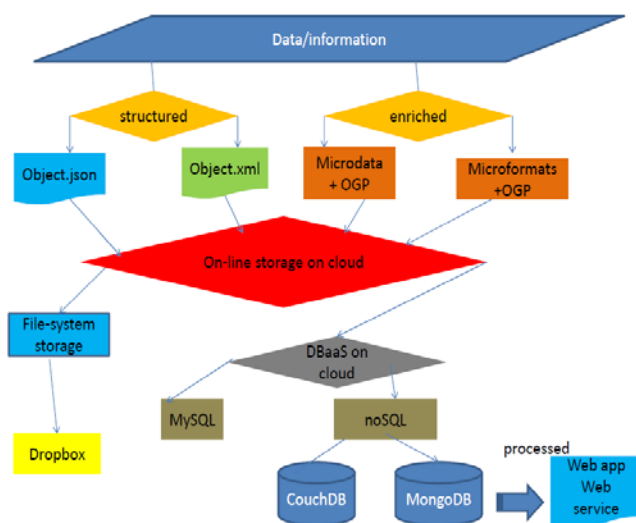 Data/information
structured
enriched
Object.json
Object.xml
Microdata
+ OGP
Microformats
+OGP
On-line storage on cloud
File-system
storage
DBaaS on
cloud
MySQL
noSQL
Dropbox
processed
CouchDB
MongoDB
Web app
Web
service